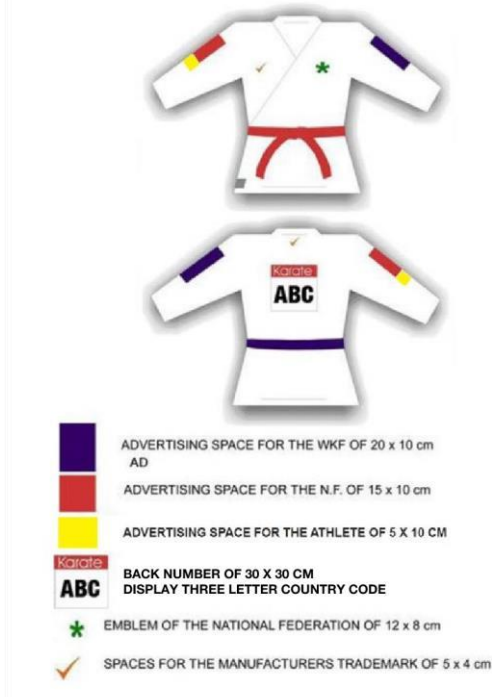 Karate
ABC
ADVERTISING SPACE FOR THE WKF OF 20 x 10 cm
AD
ADVERTISING SPACE FOR THE N.F. OF 15 x 10 cm
ADVERTISING SPACE FOR THE ATHLETE OF 5 X 10 CM
Karate
ABC
BACK NUMBER OF 30 X 30 CM
DISPLAY THREE LETTER COUNTRY CODE
EMBLEM OF THE NATIONAL FEDERATION OF 12 x 8 cm
SPACES FOR THE MANUFACTURERS TRADEMARK OF 5 x 4 cm